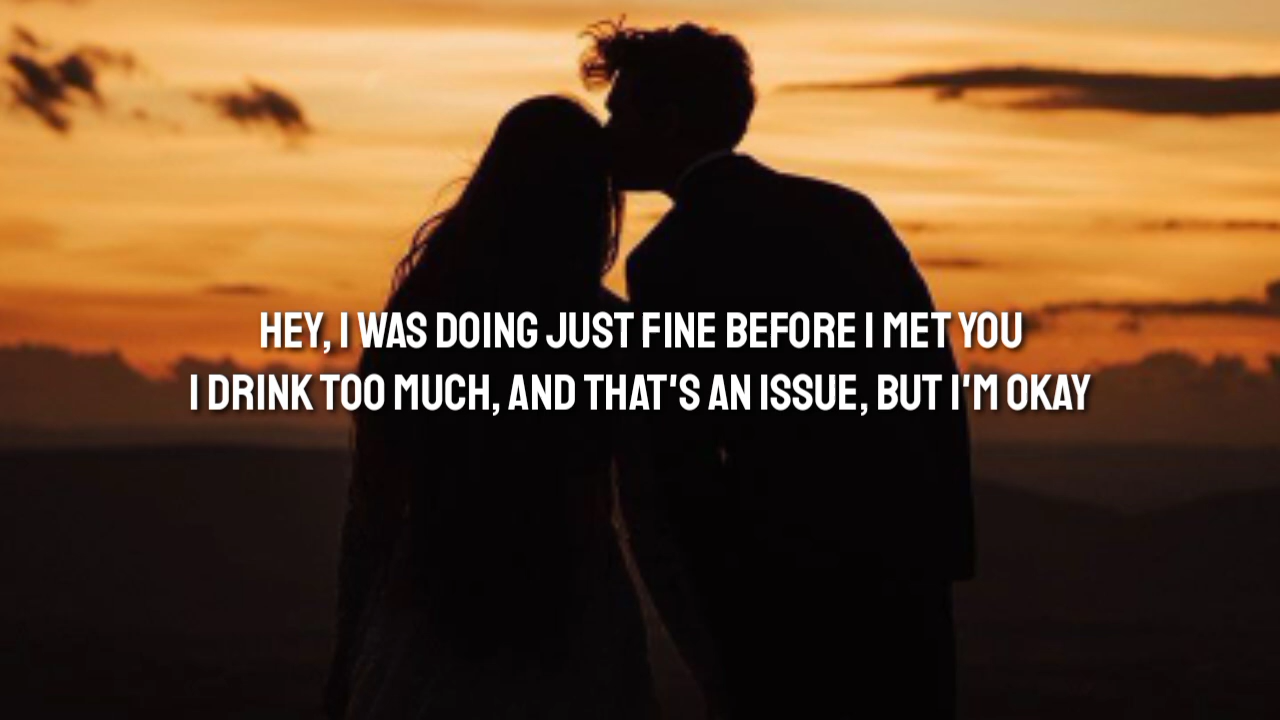 HEY, I WAS DOING JUST FINE BEFORE I MET YOU
I DRINK TOO MUCH, AND THAT'S AN ISSUE, BUT I'M OKAY